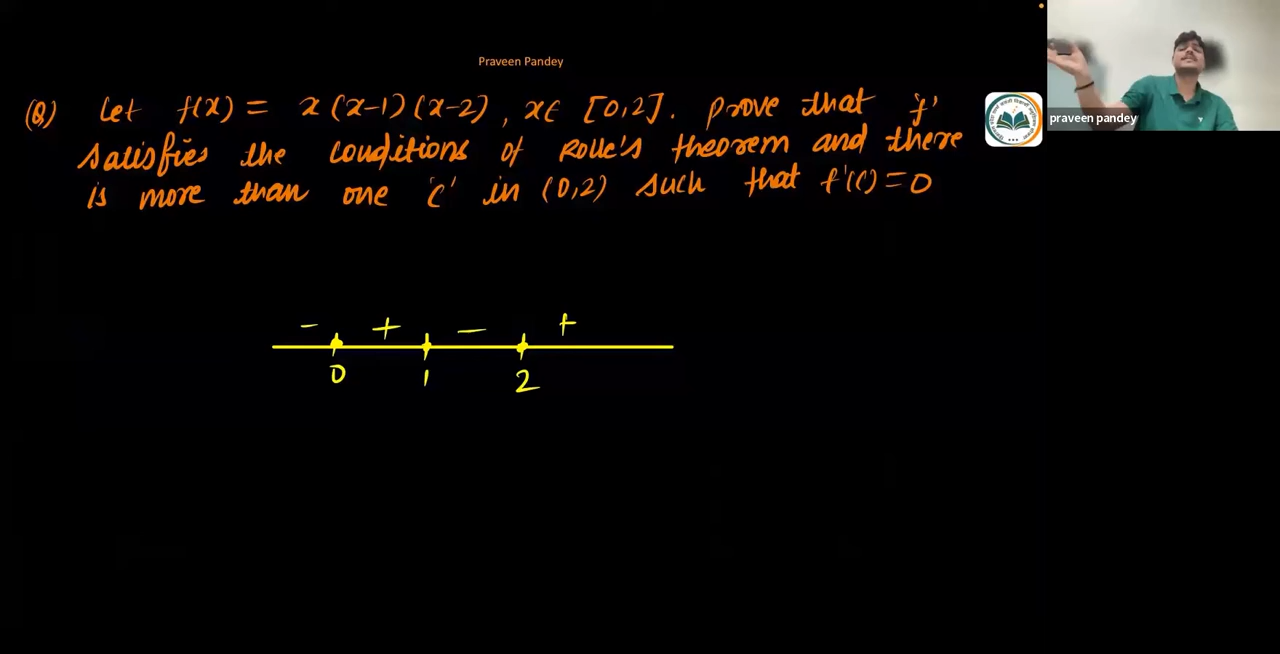 Praveen Pandey
(Q) Let f(x) = x(x-1)(x-2), x∈ [0,2]. prove that 'f'
satisfies the conditions of Rolle's theorem and there
is more than one 'c' in (0,2) such that f'(c)=0
praveen pandey
- + - +
0 1 2